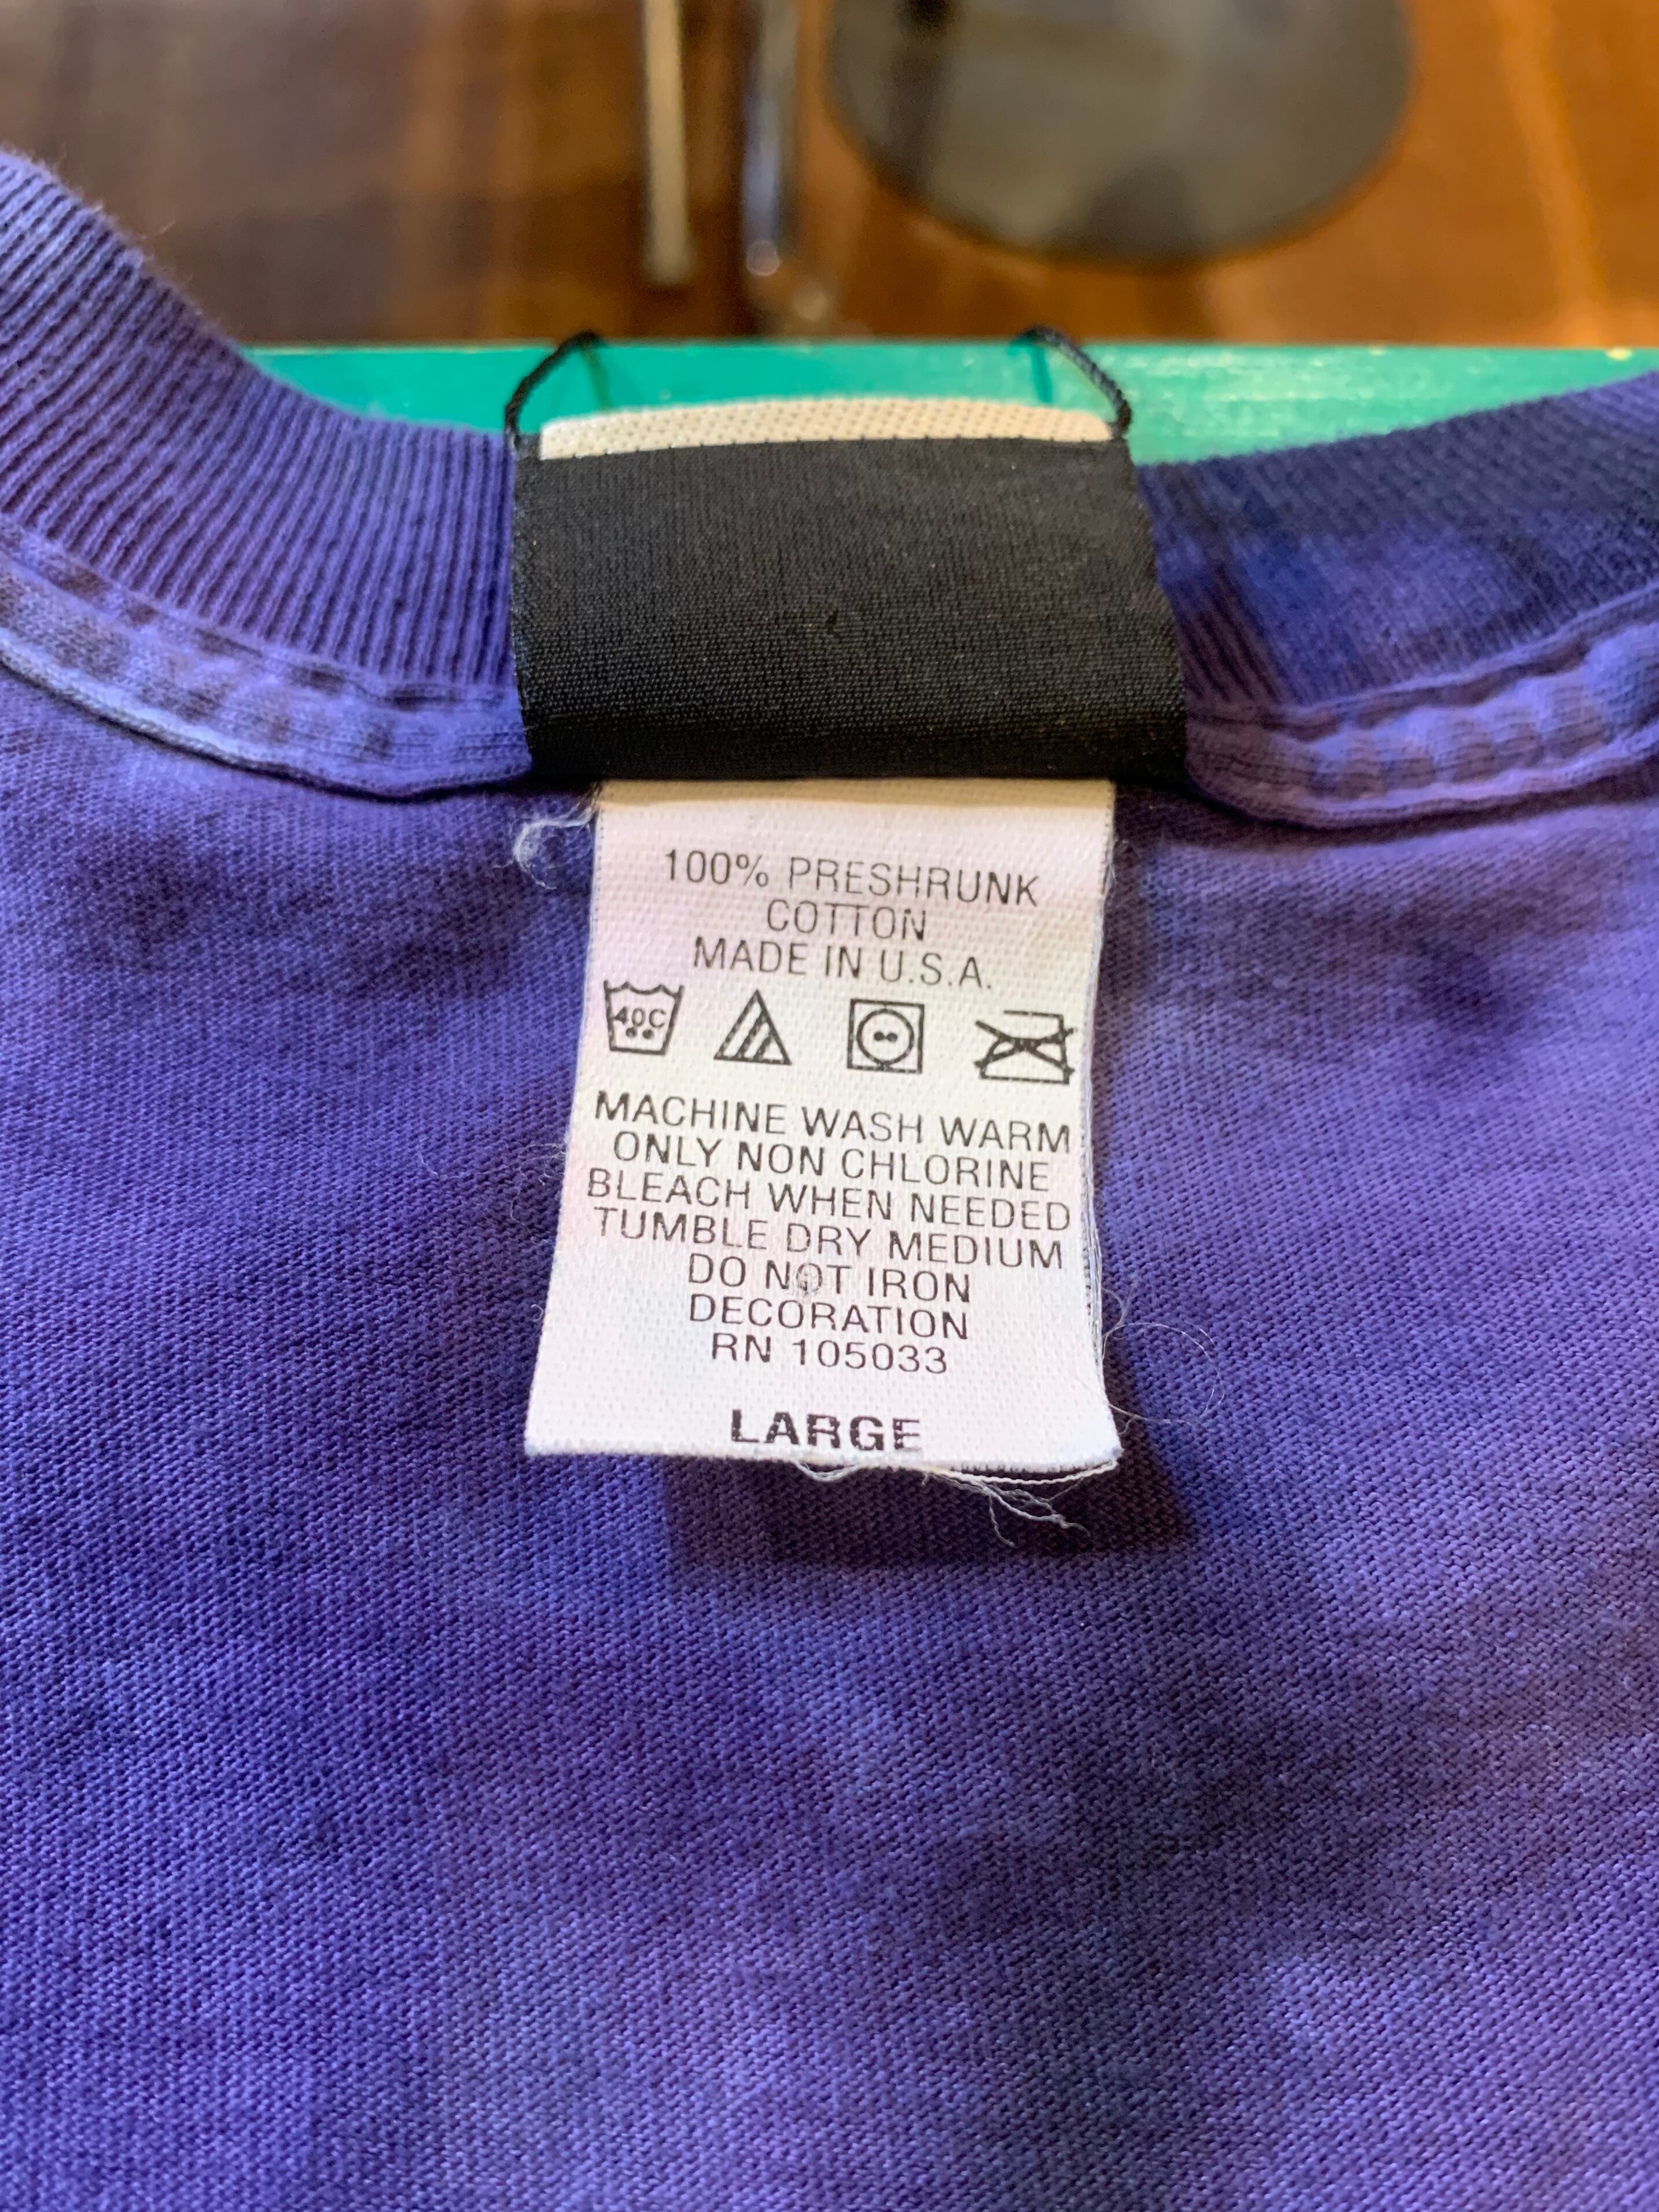 100% PRESHRUNK
COTTON
MADE IN U.S.A.
40C
MACHINE WASH WARM
ONLY NON CHLORINE
BLEACH WHEN NEEDED
TUMBLE DRY MEDIUM
DO NOT IRON
DECORATION
RN 105033
LARGE